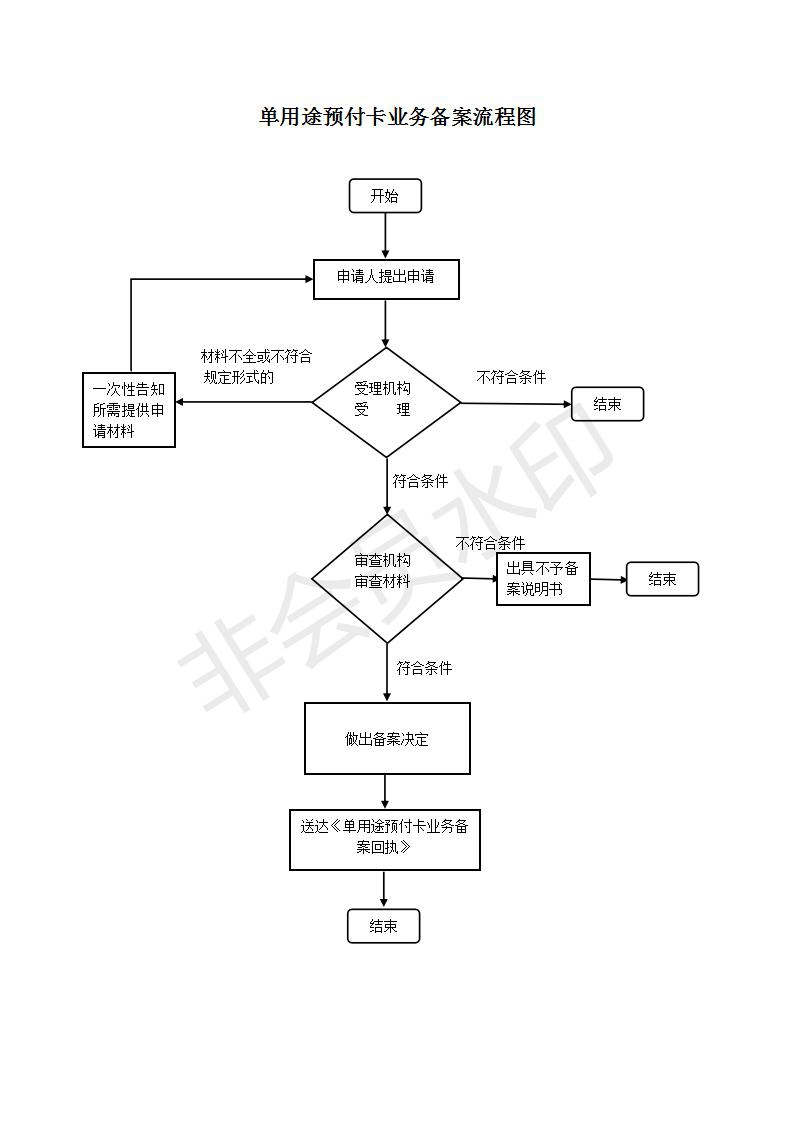 单用途预付卡业务备案流程图
开始
申请人提出申请
材料不全或不符合
规定形式的
不符合条件
一次性告知
所需提供申
请材料
受理机构
受 理
结束
符合条件
不符合条件
审查机构
审查材料
出具不予备
案说明书
结束
符合条件
做出备案决定
送达《单用途预付卡业务备
案回执》
结束
非会员水印